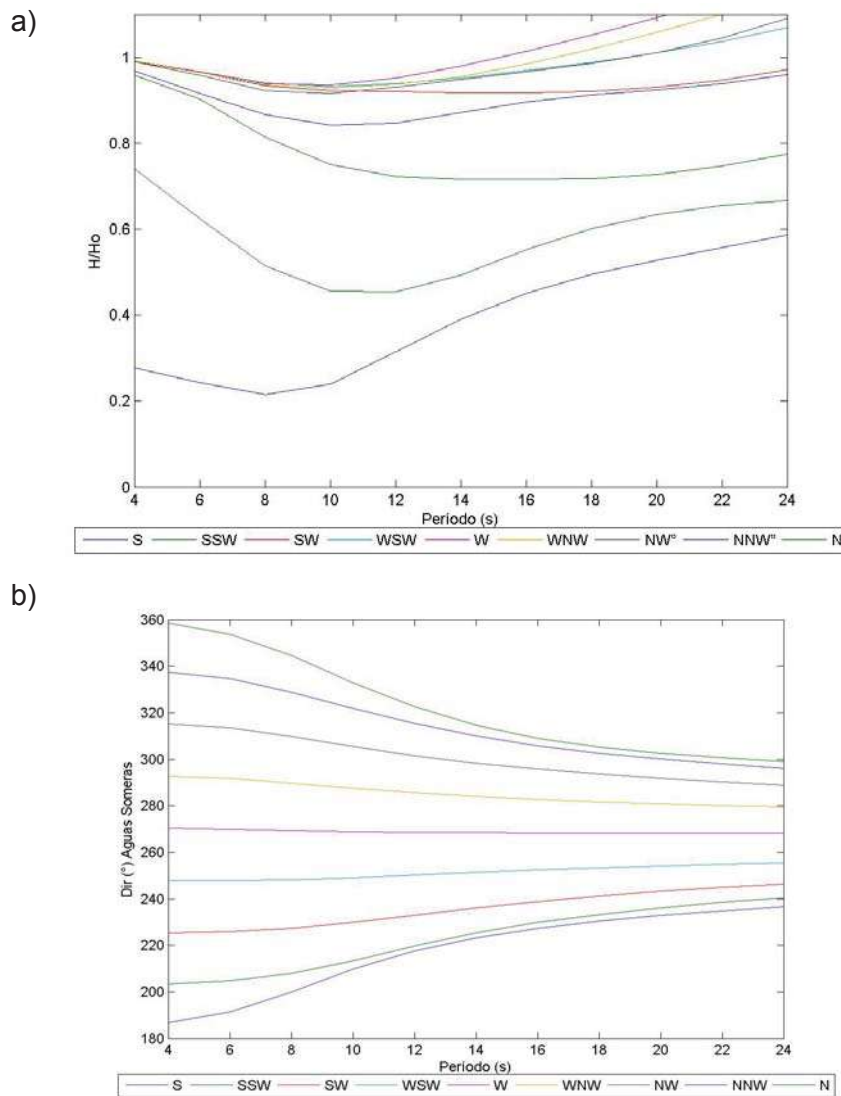 a)
1
0.8
0.6
0.4
0.2
0
H/Ho
4 6 8 10 12 14 16 18 20 22 24
Período (s)
S SSW SW WSW W WNW NW° NNW° N
b)
360
340
320
300
280
260
240
220
200
180
Dir (°) Aguas Someras
4 6 8 10 12 14 16 18 20 22 24
Período (s)
S SSW SW WSW W WNW NW NNW N